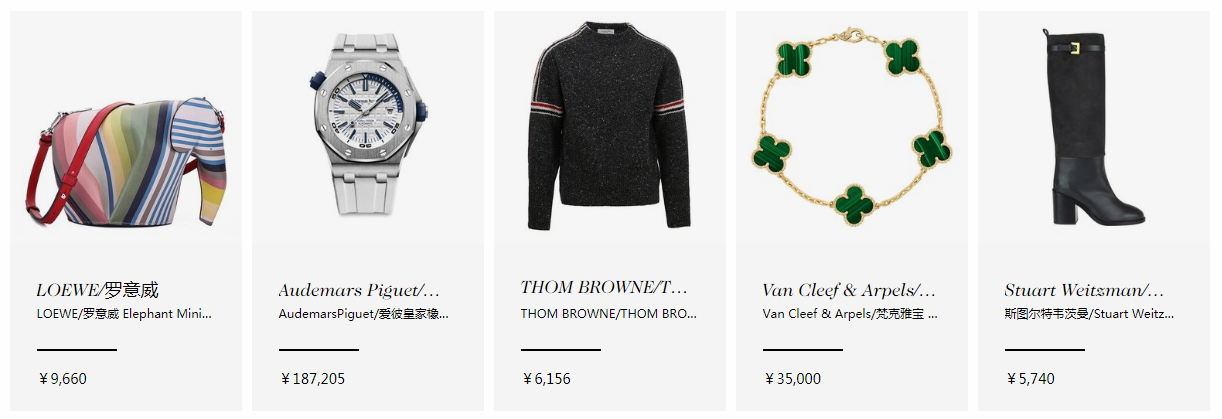 LOEWE/罗意威
LOEWE/罗意威 Elephant Mini...
￥9,660
Audemars Piguet/...
AudemarsPiguet/爱彼皇家橡...
￥187,205
THOM BROWNE/T...
THOM BROWNE/THOM BRO...
￥6,156
Van Cleef & Arpels/...
Van Cleef & Arpels/梵克雅宝 ...
￥35,000
Stuart Weitzman/...
斯图尔特韦茨曼/Stuart Weitz...
￥5,740